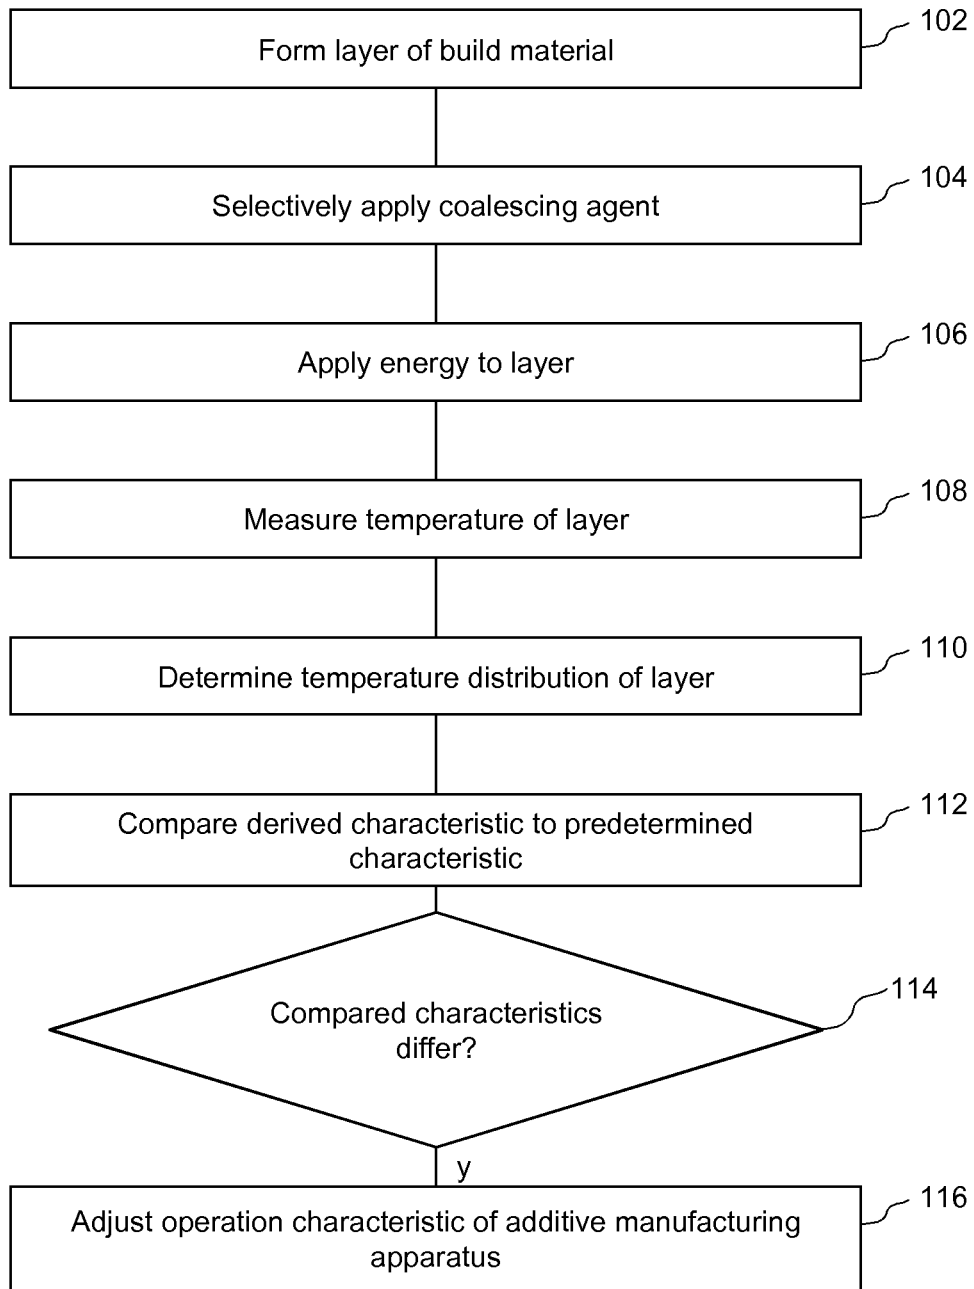 102
Form layer of build material
104
Selectively apply coalescing agent
106
Apply energy to layer
108
Measure temperature of layer
110
Determine temperature distribution of layer
112
Compare derived characteristic to predetermined
characteristic
114
Compared characteristics
differ?
y
116
Adjust operation characteristic of additive manufacturing
apparatus